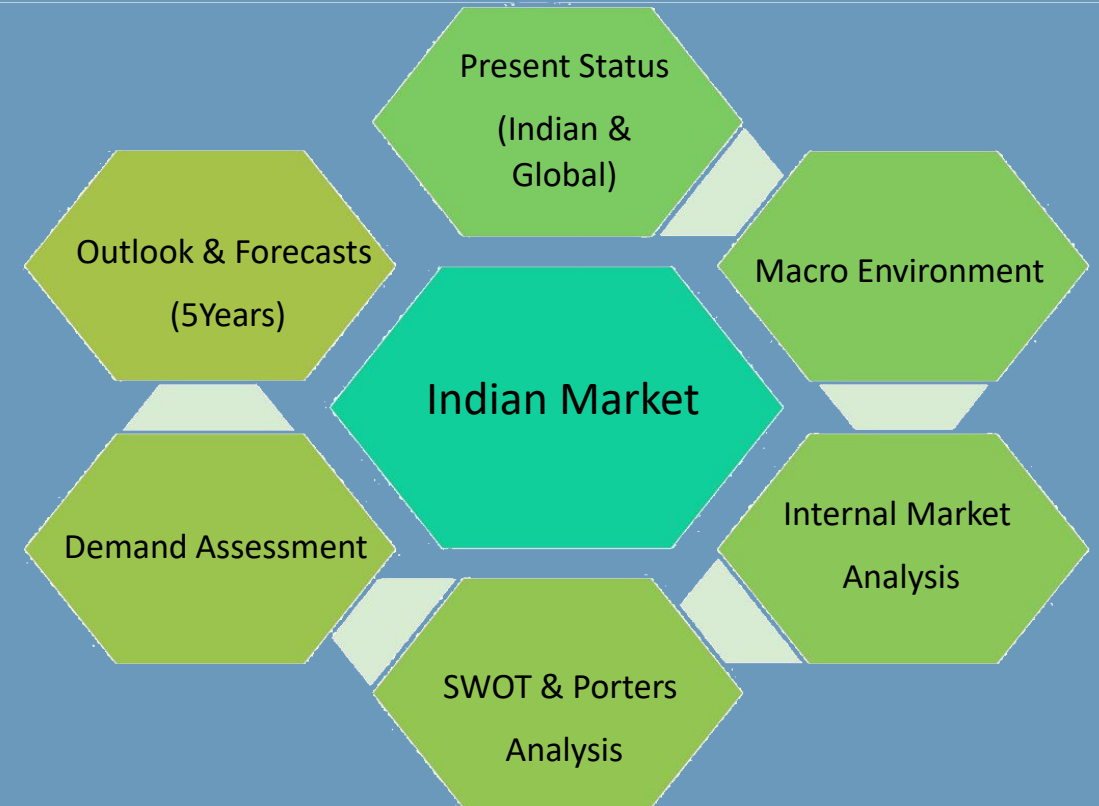 Present Status
(Indian &
Global)
Macro Environment
Internal Market
Analysis
SWOT & Porters
Analysis
Demand Assessment
Outlook & Forecasts
(5Years)
Indian Market